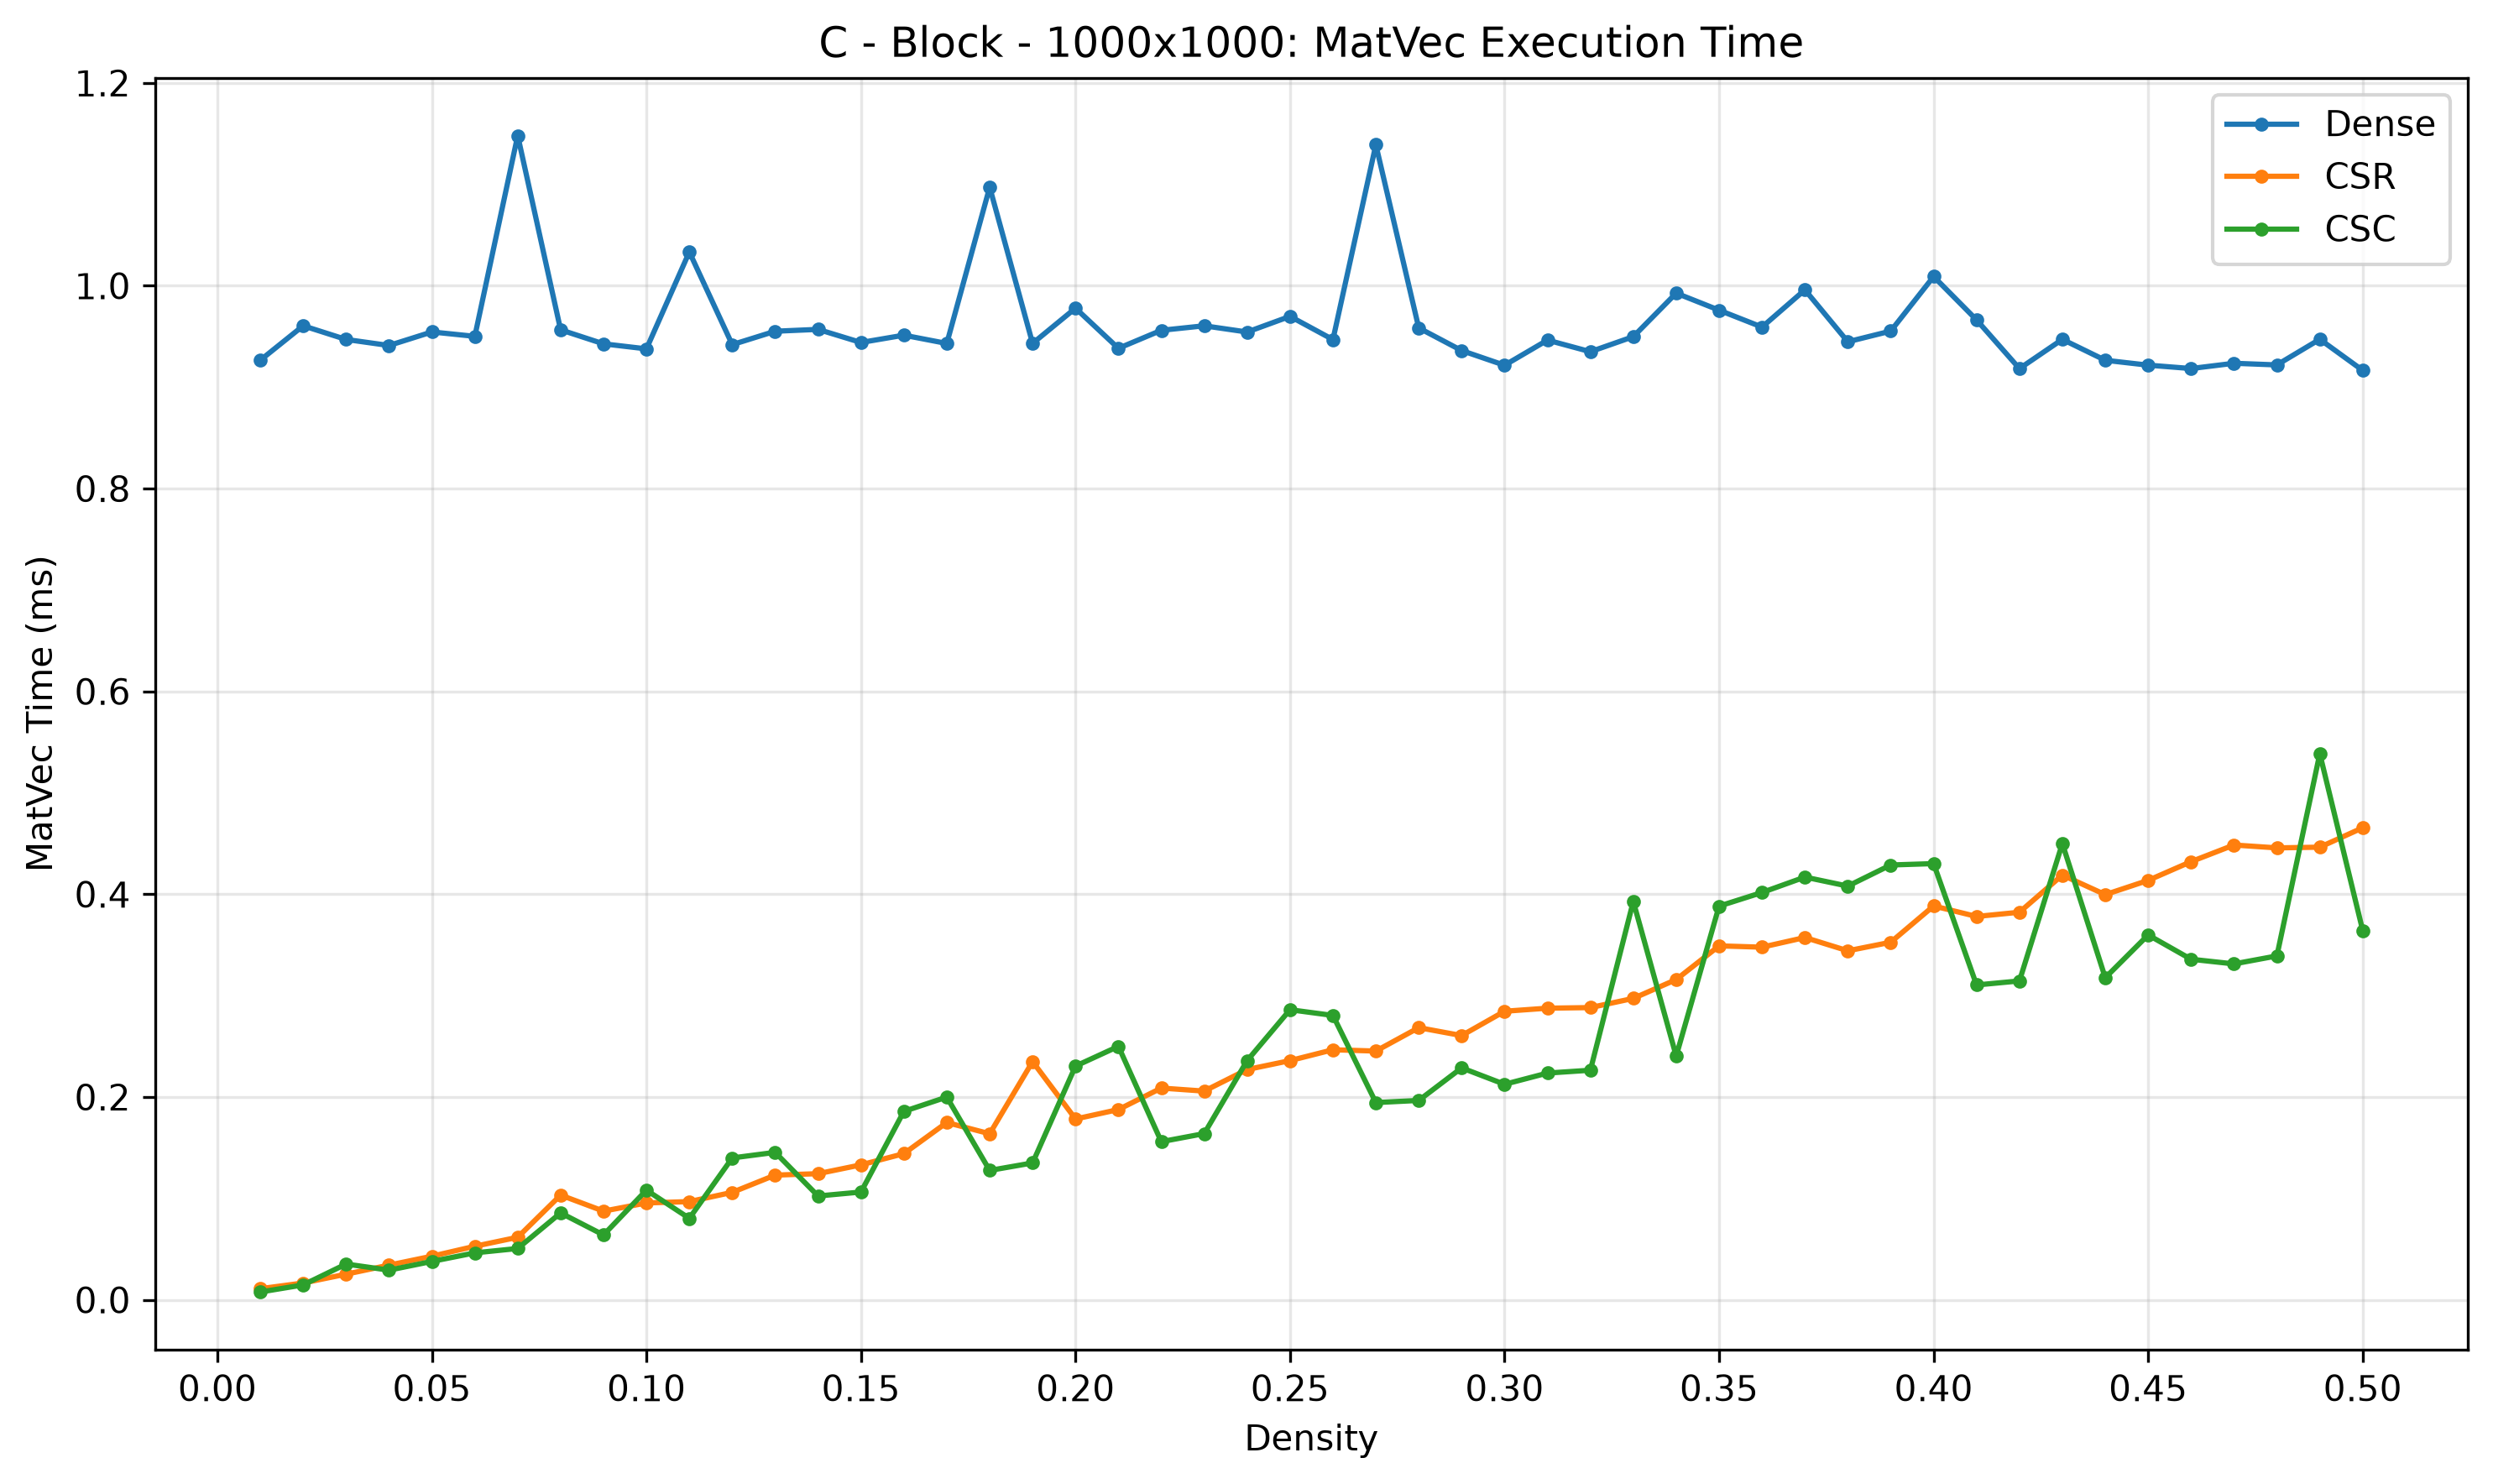 C - Block - 1000x1000: MatVec Execution Time
Dense
CSR
CSC
MatVec Time (ms)
1.2
1.0
0.8
0.6
0.4
0.2
0.0
0.00 0.05 0.10 0.15 0.20 0.25 0.30 0.35 0.40 0.45 0.50
Density